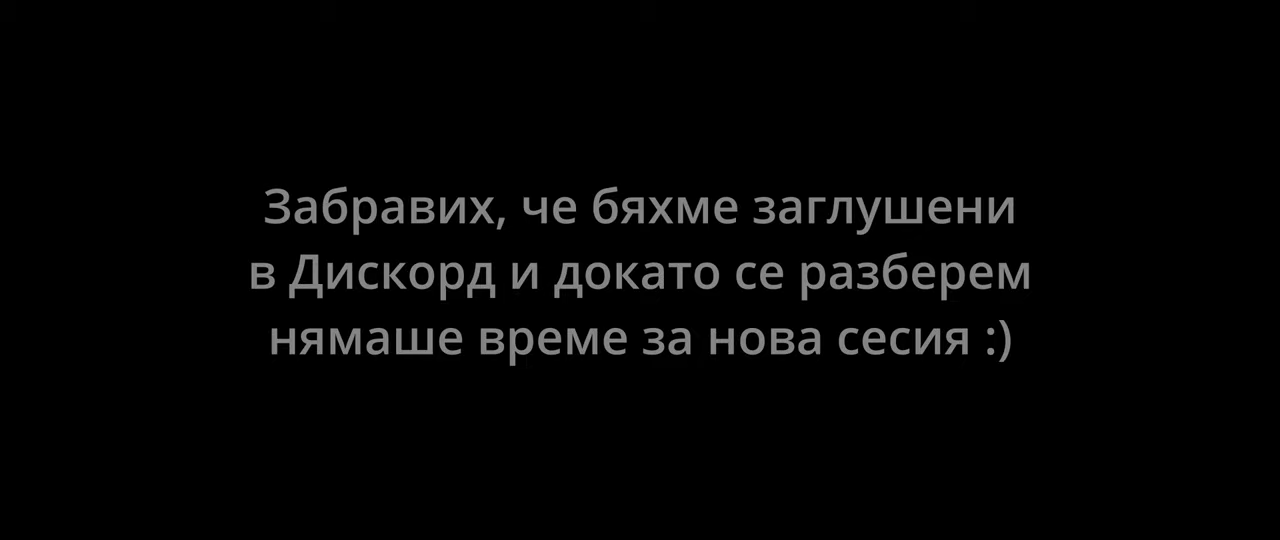 Забравих, че бяхме заглушени
в Дискорд и докато се разберем
нямаше време за нова сесия :)